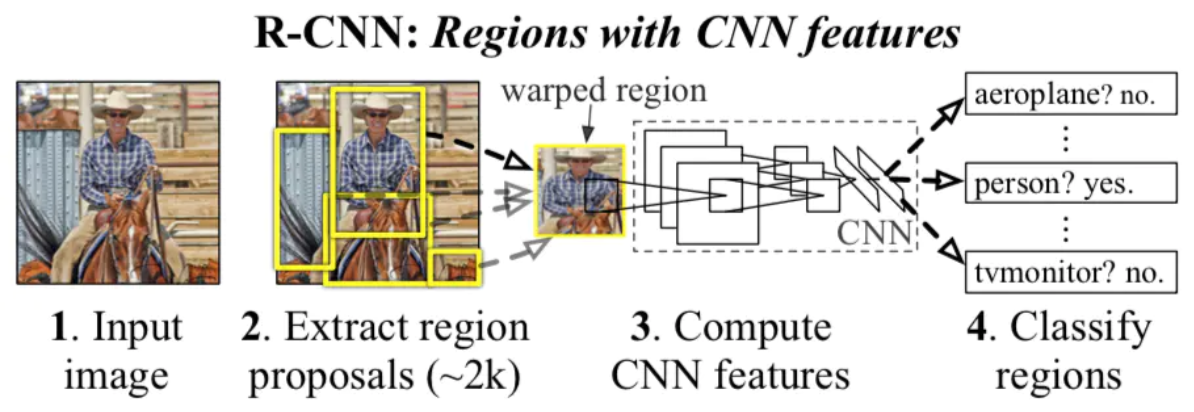 R-CNN: Regions with CNN features
warped region
aeroplane? no.
person? yes.
tvmonitor? no.
CNN
1. Input
image
2. Extract region
proposals (~2k)
3. Compute
CNN features
4. Classify
regions